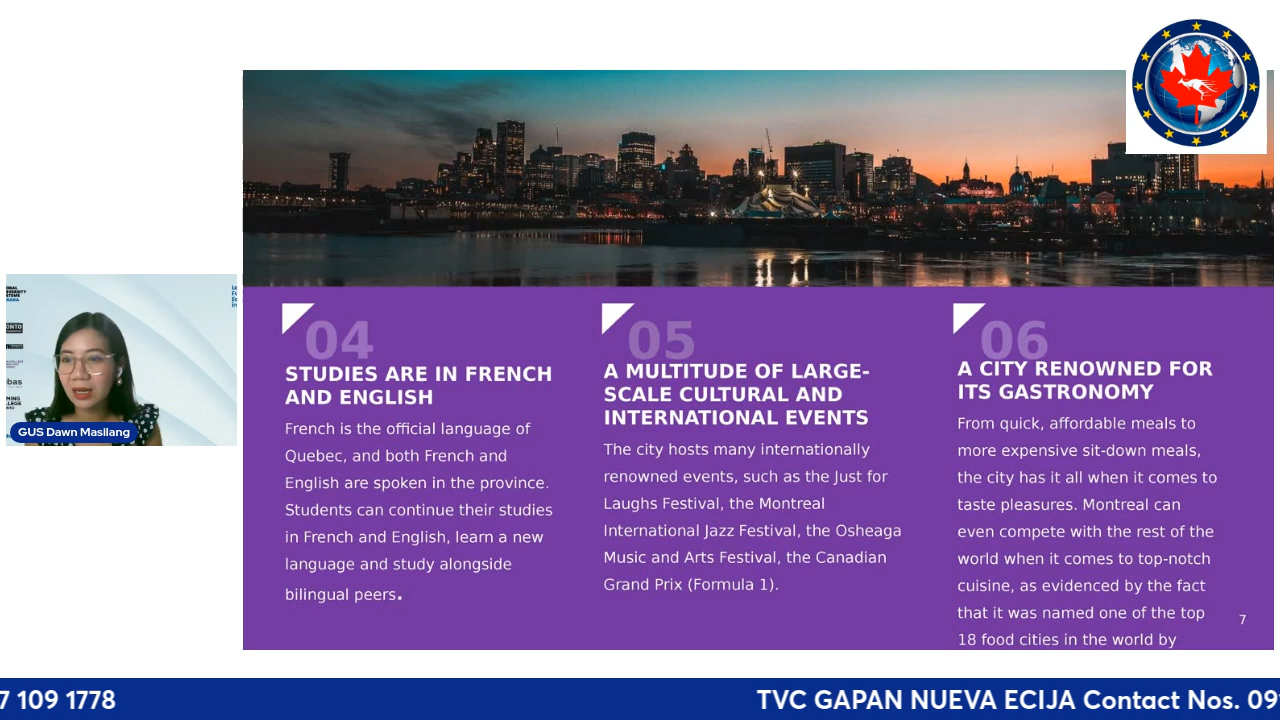 04
STUDIES ARE IN FRENCH
AND ENGLISH
French is the official language of
Quebec, and both French and
English are spoken in the province.
Students can continue their studies
in French and English, learn a new
language and study alongside
bilingual peers.
05
A MULTITUDE OF LARGE-
SCALE CULTURAL AND
INTERNATIONAL EVENTS
The city hosts many internationally
renowned events, such as the Just for
Laughs Festival, the Montreal
International Jazz Festival, the Osheaga
Music and Arts Festival, the Canadian
Grand Prix (Formula 1).
06
A CITY RENOWNED FOR
ITS GASTRONOMY
From quick, affordable meals to
more expensive sit-down meals,
the city has it all when it comes to
taste pleasures. Montreal can
even compete with the rest of the
world when it comes to top-notch
cuisine, as evidenced by the fact
that it was named one of the top
18 food cities in the world by
7
GUS Dawn Masilang
7 109 1778
TVC GAPAN NUEVA ECIJA Contact Nos. 09